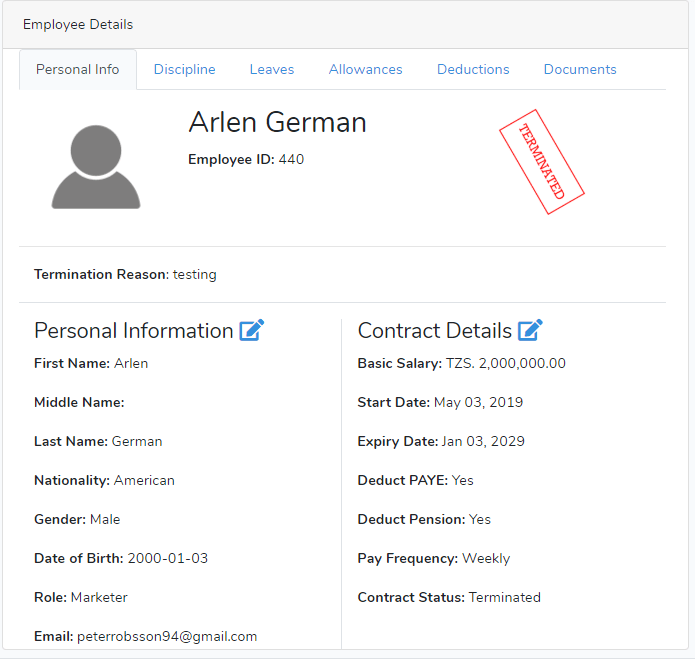 Employee Details
Personal Info Discipline Leaves Allowances Deductions Documents
Arlen German
Employee ID: 440
TERMINATED
Termination Reason: testing
Personal Information
First Name: Arlen
Middle Name:
Last Name: German
Nationality: American
Gender: Male
Date of Birth: 2000-01-03
Role: Marketer
Email: peterrobsson94@gmail.com
Contract Details
Basic Salary: TZS. 2,000,000.00
Start Date: May 03, 2019
Expiry Date: Jan 03, 2029
Deduct PAYE: Yes
Deduct Pension: Yes
Pay Frequency: Weekly
Contract Status: Terminated